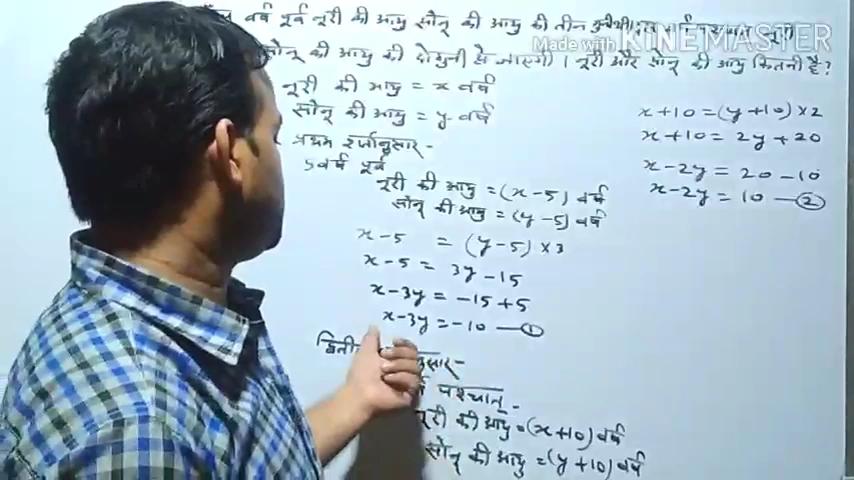 वर्ष पूर्व नूरी की आयु सोनू की आयु की तीन गुनी थी।
सोनू की आयु की दोगुनी हो जाएगी। नूरी और सोनू की आयु कितनी है?
Made with KINEMASTER
नूरी की आयु = x वर्ष
सोनू की आयु = y वर्ष
प्रथम शर्तानुसार-
5 वर्ष पूर्व
नूरी की आयु = (x-5) वर्ष
सोनू की आयु = (y-5) वर्ष
x-5 = (y-5)×3
x-5 = 3y-15
x-3y = -15+5
x-3y = -10 —①
नुसार-
पश्चात्-
नूरी की आयु = (x+10) वर्ष
सोनू की आयु = (y+10) वर्ष
x+10 = (y+10)×2
x+10 = 2y+20
x-2y = 20-10
x-2y = 10 —②